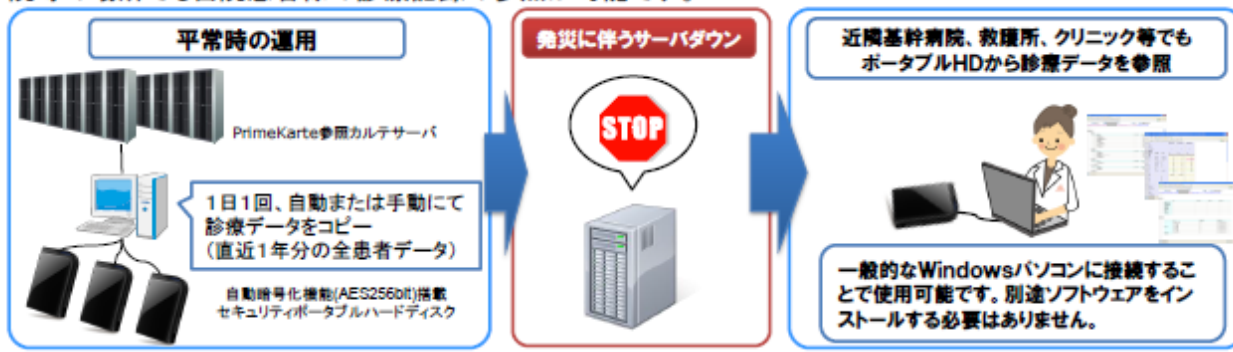 平常時の運用
PrimeKarte参照カルテサーバ
1日1回、自動または手動にて
診療データをコピー
(直近1年分の全患者データ)
自動暗号化機能(AES256bit)搭載
セキュリティポータブルハードディスク
発災に伴うサーバダウン
STOP
近隣基幹病院、救護所、クリニック等でも
ポータブルHDから診療データを参照
一般的なWindowsパソコンに接続するこ
とで使用可能です。別途ソフトウェアをイン
ストールする必要はありません。